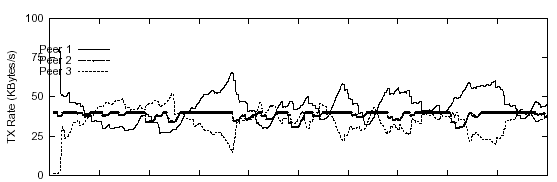 100
75
50
25
0
TX Rate (KBytes/s)
Peer 1
Peer 2
Peer 3